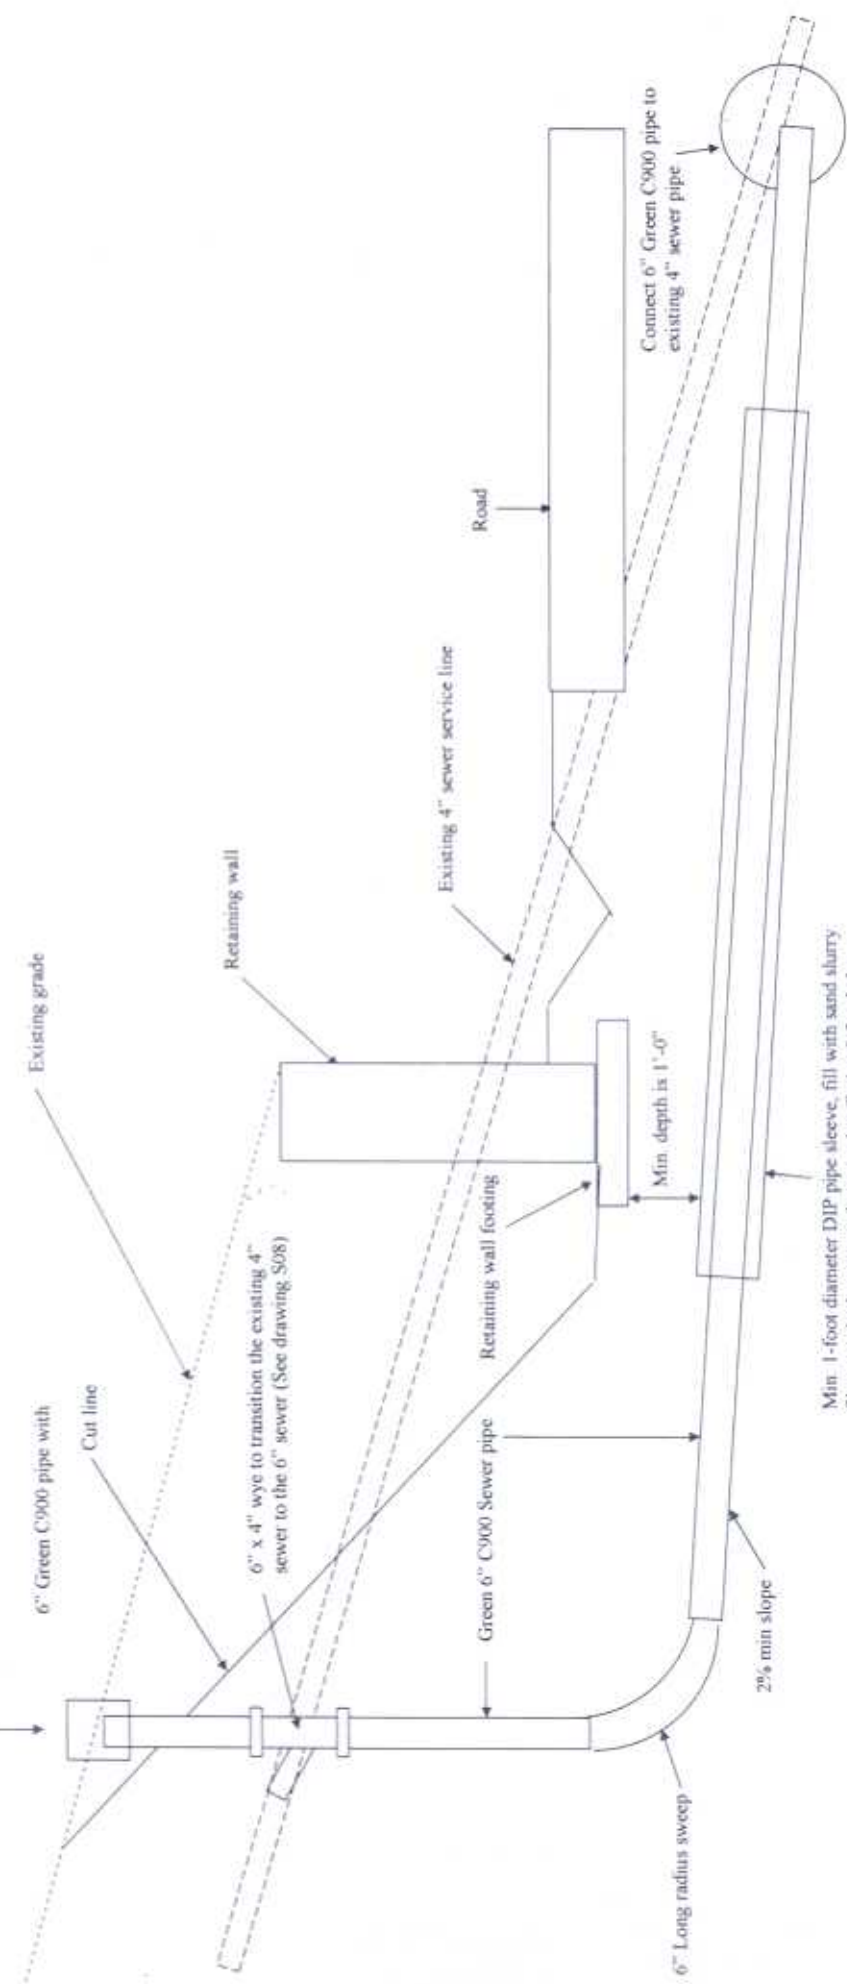 6" Green C900 pipe with
Existing grade
Cut line
Retaining wall
6" x 4" wye to transition the existing 4"
sewer to the 6" sewer (See drawing S08)
Existing 4" sewer service line
Road
Connect 6" Green C900 pipe to
existing 4" sewer pipe
Retaining wall footing
Min. depth is 1'-0"
Green 6" C900 Sewer pipe
2% min slope
6" Long radius sweep
Min. 1-foot diameter DIP pipe sleeve, fill with sand slurry